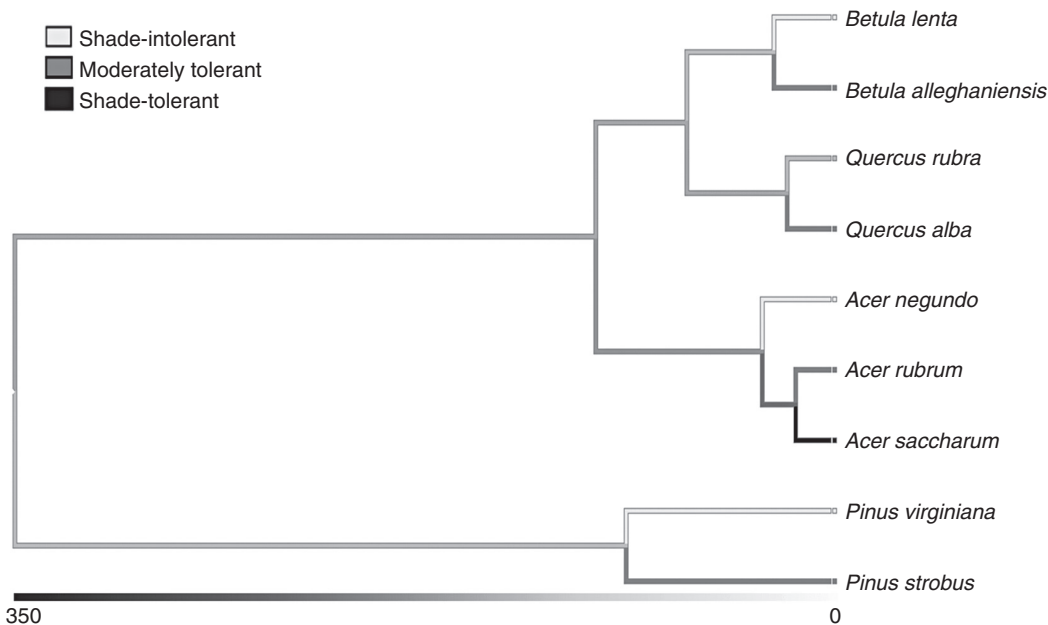 Shade-intolerant
Moderately tolerant
Shade-tolerant
Betula lenta
Betula alleghaniensis
Quercus rubra
Quercus alba
Acer negundo
Acer rubrum
Acer saccharum
Pinus virginiana
Pinus strobus
350
0